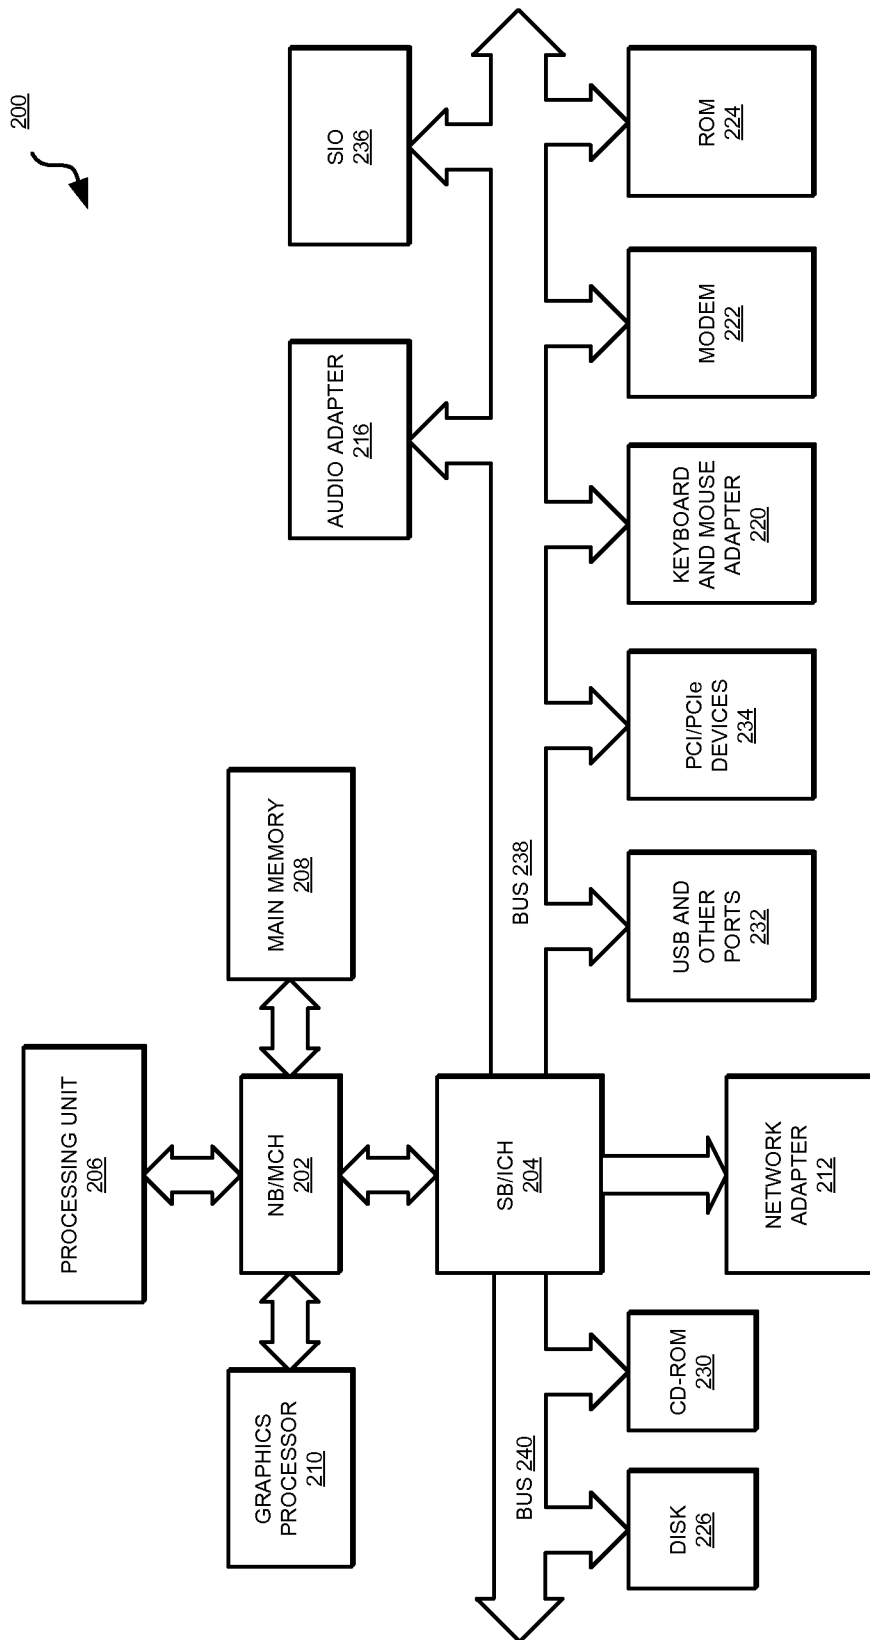 200
PROCESSING UNIT
206
GRAPHICS
PROCESSOR
210
NB/MCH
202
MAIN MEMORY
208
AUDIO ADAPTER
216
SIO
236
SB/ICH
204
BUS 240
BUS 238
DISK
226
CD-ROM
230
NETWORK
ADAPTER
212
USB AND
OTHER
PORTS
232
PCI/PCIe
DEVICES
234
KEYBOARD
AND MOUSE
ADAPTER
220
MODEM
222
ROM
224